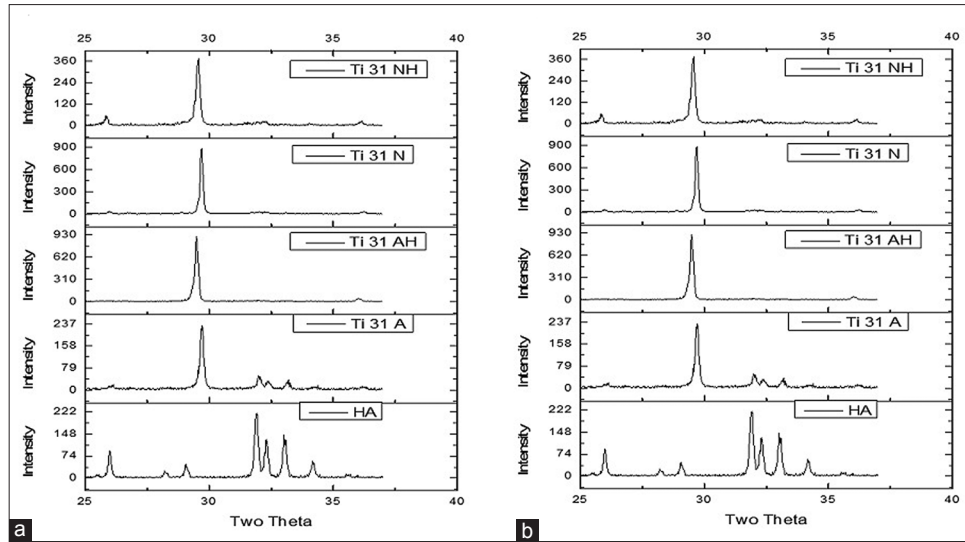 25 30 35 40
360
240
120
0
Intensity
Ti 31 NH
900
600
300
0
Intensity
Ti 31 N
930
620
310
0
Intensity
Ti 31 AH
237
158
79
0
Intensity
Ti 31 A
222
148
74
0
Intensity
HA
25 30 35 40
Two Theta
a
25 30 35 40
360
240
120
0
Intensity
Ti 31 NH
900
600
300
0
Intensity
Ti 31 N
930
620
310
0
Intensity
Ti 31 AH
237
158
79
0
Intensity
Ti 31 A
222
148
74
0
Intensity
HA
25 30 35 40
Two Theta
b